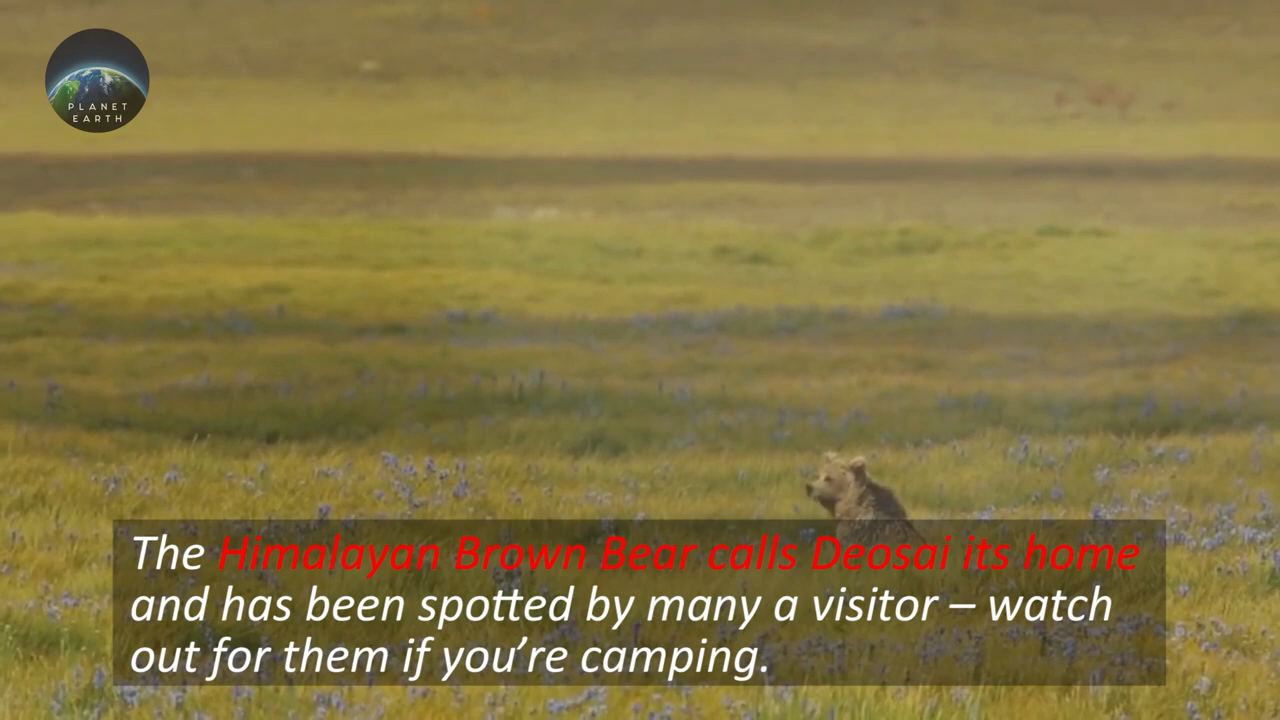 PLANET
EARTH
The Himalayan Brown Bear calls Deosai its home
and has been spotted by many a visitor – watch
out for them if you’re camping.